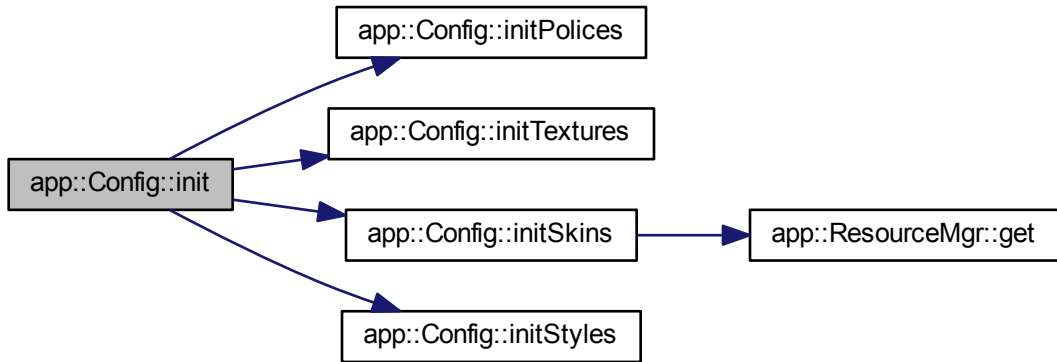 app::Config::initPolices
app::Config::initTextures
app::Config::init
app::Config::initSkins
app::ResourceMgr::get
app::Config::initStyles